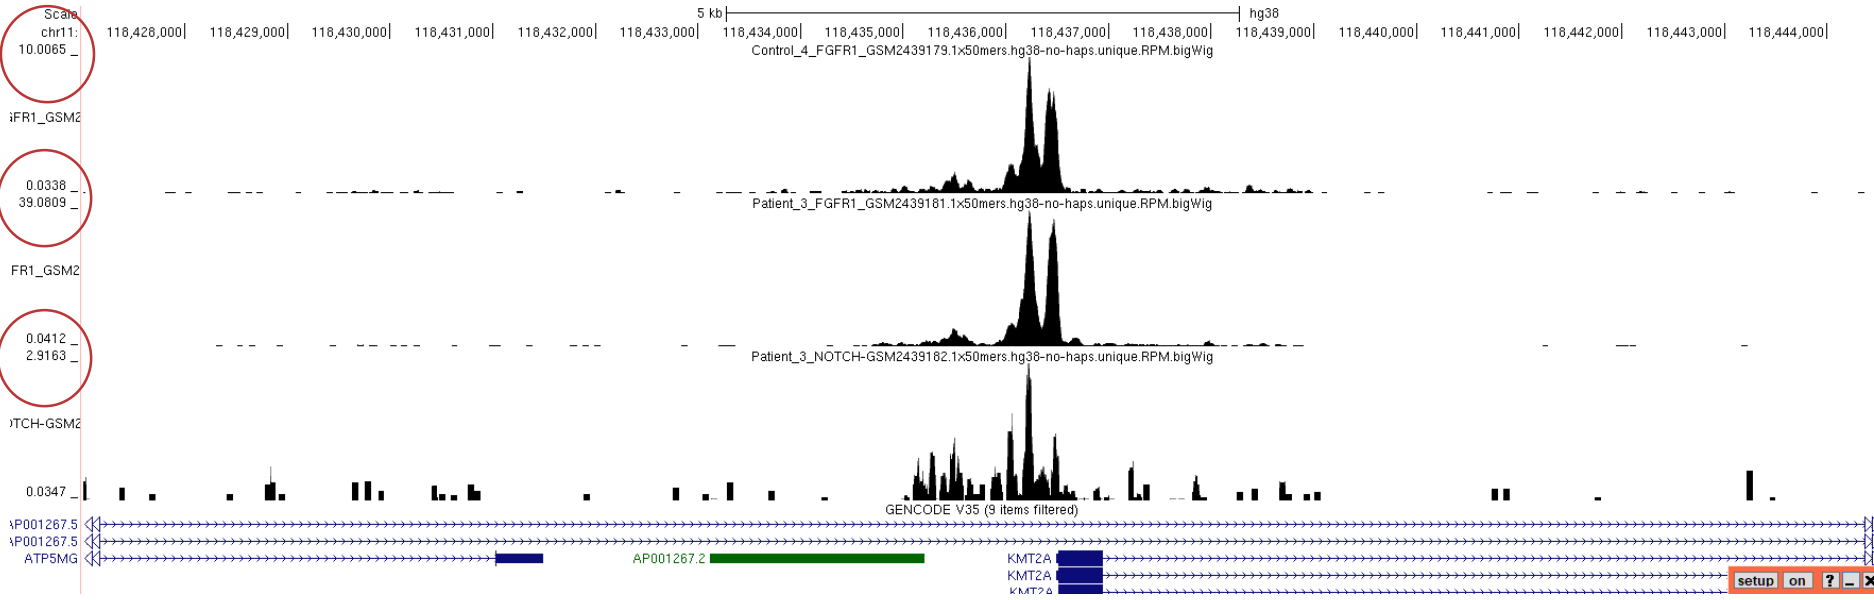 Scale 5 kb hg38
chr11: 118,428,000 118,429,000 118,430,000 118,431,000 118,432,000 118,433,000 118,434,000 118,435,000 118,436,000 118,437,000 118,438,000 118,439,000 118,440,000 118,441,000 118,442,000 118,443,000 118,444,000
10.0065 _ Control_4_FGFR1_GSM2439179.1x50mers.hg38-no-haps.unique.RPM.bigWig
FR1_GSM2
0.0338 _
39.0809 _ Patient_3_FGFR1_GSM2439181.1x50mers.hg38-no-haps.unique.RPM.bigWig
FR1_GSM2
0.0412 _
2.9163 _ Patient_3_NOTCH-GSM2439182.1x50mers.hg38-no-haps.unique.RPM.bigWig
TCH-GSM2
0.0347 _
GENCODE V35 (9 items filtered)
AP001267.5
AP001267.5
ATP5MG AP001267.2 KMT2A
KMT2A
KMT2A
setup on ? _ X